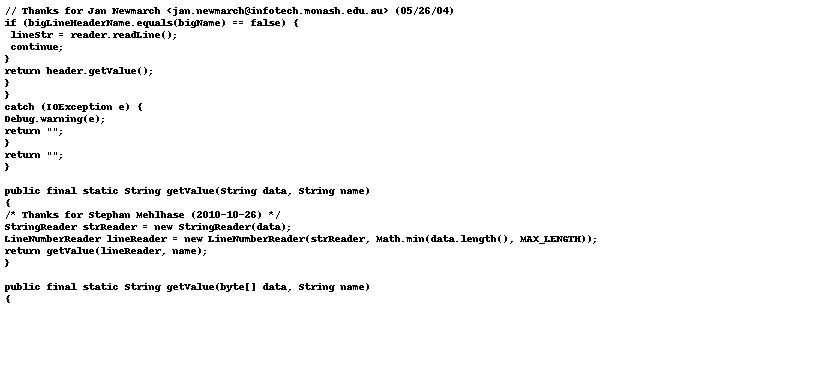 // Thanks for Jan Newmarch <jan.newmarch@infotech.monash.edu.au> (05/26/04)
if (bigLineHeaderName.equals(bigName) == false) {
 lineStr = reader.readLine();
 continue;
}
return header.getValue();
}
}
catch (IOException e) {
Debug.warning(e);
return "";
}
return "";
}

public final static String getValue(String data, String name)
{
/* Thanks for Stephan Mehlhase (2010-10-26) */
StringReader strReader = new StringReader(data);
LineNumberReader lineReader = new LineNumberReader(strReader, Math.min(data.length(), MAX_LENGTH));
return getValue(lineReader, name);
}

public final static String getValue(byte[] data, String name)
{